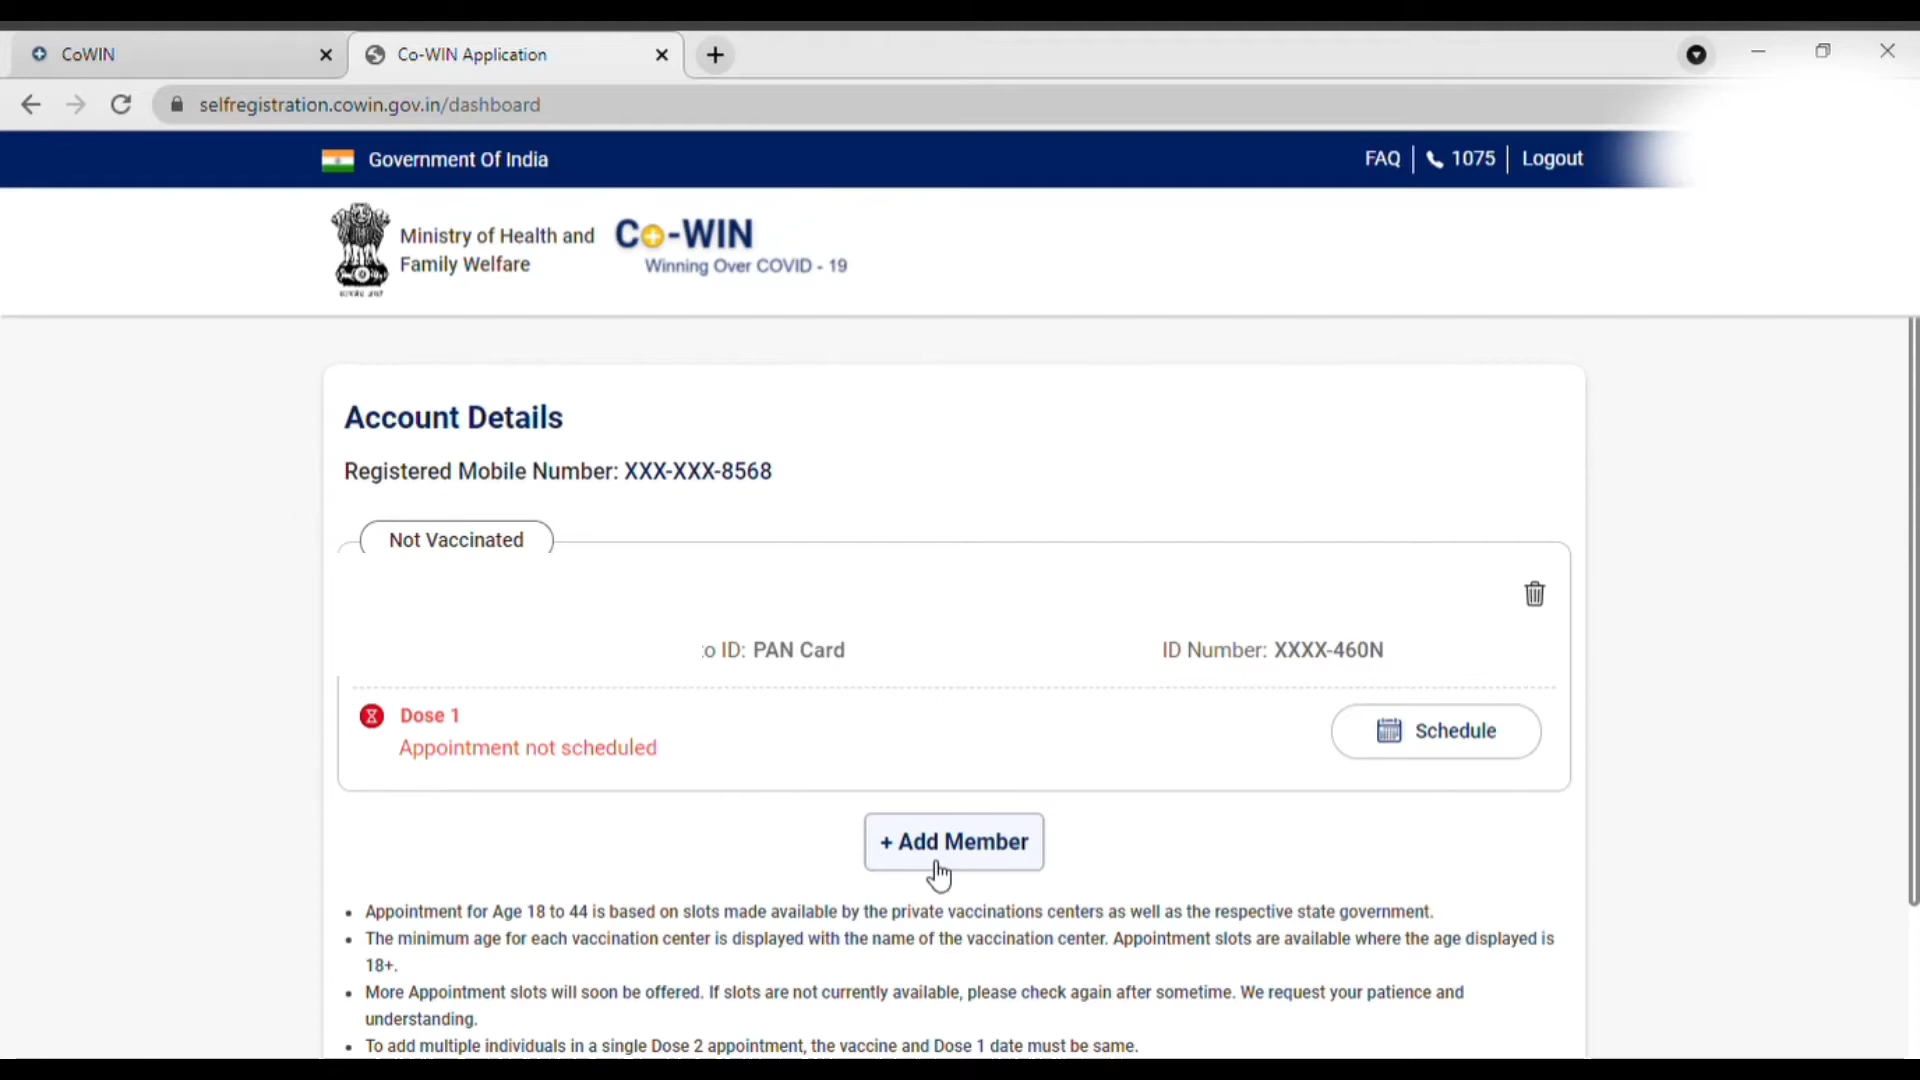 CoWIN
Co-WIN Application
selfregistration.cowin.gov.in/dashboard
Government Of India
FAQ
1075
Logout
Ministry of Health and
Family Welfare
Co-WIN
Winning Over COVID - 19
Account Details
Registered Mobile Number: XXX-XXX-8568
Not Vaccinated
ID: PAN Card
ID Number: XXXX-460N
Dose 1
Appointment not scheduled
Schedule
+ Add Member
• Appointment for Age 18 to 44 is based on slots made available by the private vaccinations centers as well as the respective state government.
• The minimum age for each vaccination center is displayed with the name of the vaccination center. Appointment slots are available where the age displayed is
18+.
• More Appointment slots will soon be offered. If slots are not currently available, please check again after sometime. We request your patience and
understanding.
• To add multiple individuals in a single Dose 2 appointment, the vaccine and Dose 1 date must be same.